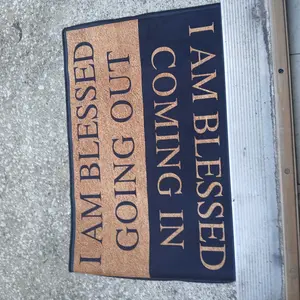 I AM BLESSED
GOING OUT
I AM BLESSED
COMING IN